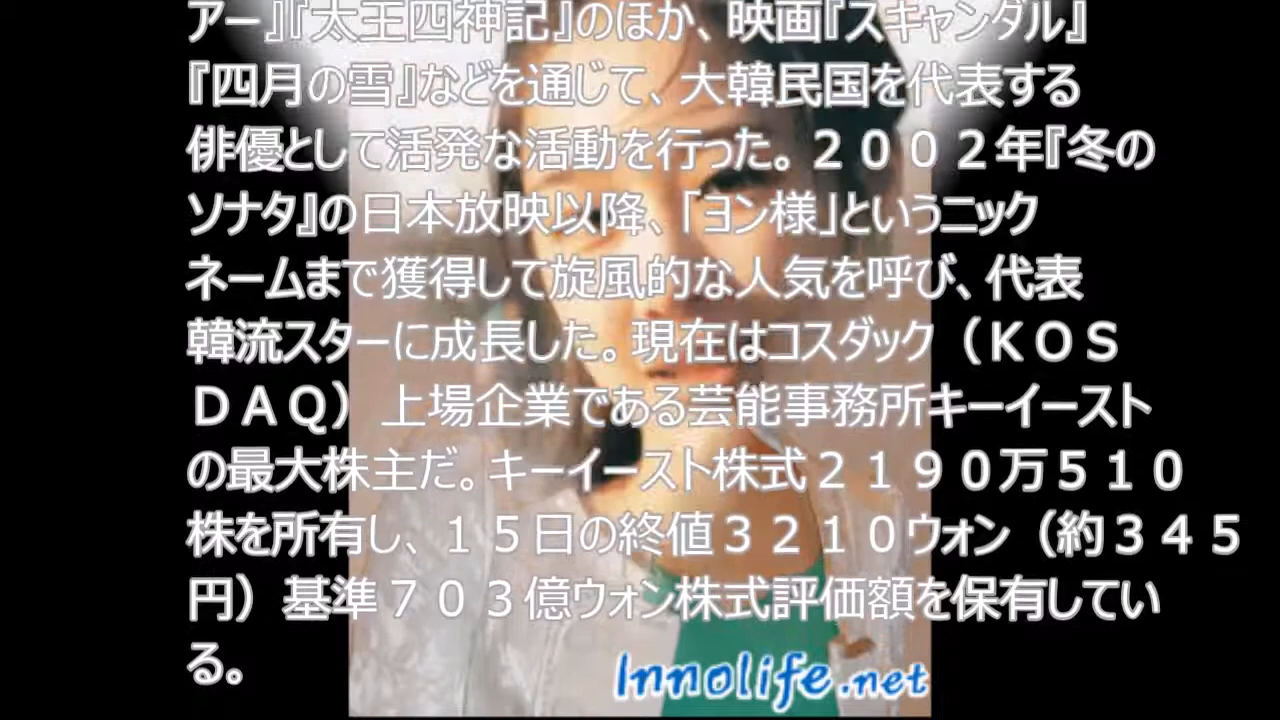 アー』『太王四神記』のほか、映画『スキャンダル』
『四月の雪』などを通じて、大韓民国を代表する
俳優として活発な活動を行った。２００２年『冬の
ソナタ』の日本放映以降、「ヨン様」というニック
ネームまで獲得して旋風的な人気を呼び、代表
韓流スターに成長した。現在はコスダック（ＫＯＳ
ＤＡＱ）上場企業である芸能事務所キーイースト
の最大株主だ。キーイースト株式２１９０万５１０
株を所有し、１５日の終値３２１０ウォン（約３４５
円）基準７０３億ウォン株式評価額を保有してい
る。
Innolife.net